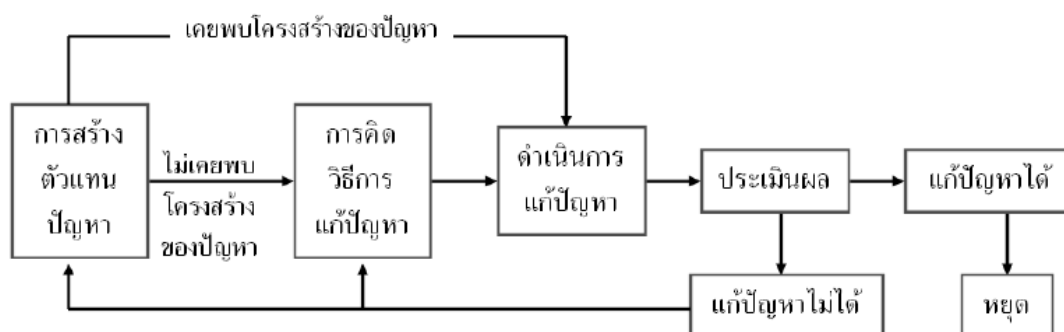 เคยพบโครงสร้างของปัญหา
การสร้าง
ตัวแทน
ปัญหา
ไม่เคยพบ
โครงสร้าง
ของปัญหา
การคิด
วิธีการ
แก้ปัญหา
ดำเนินการ
แก้ปัญหา
ประเมินผล
แก้ปัญหาได้
แก้ปัญหาไม่ได้
หยุด